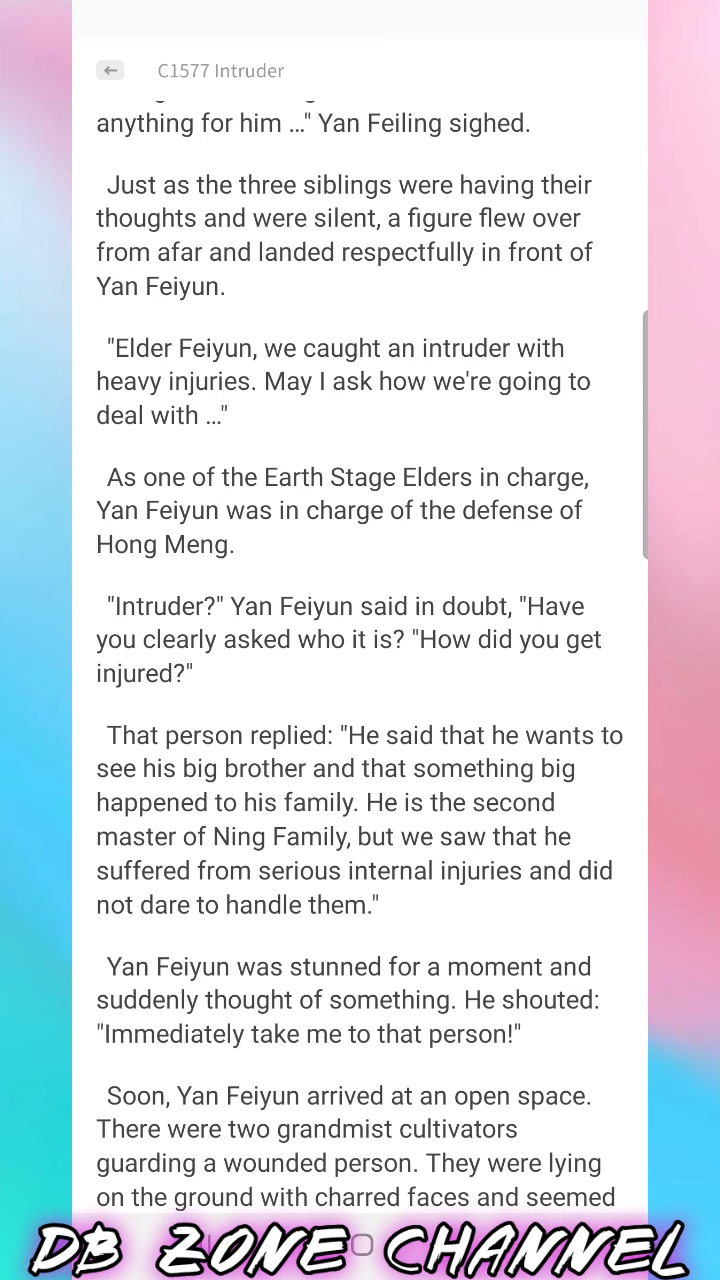 C1577 Intruder
anything for him ..." Yan Feiling sighed.
Just as the three siblings were having their
thoughts and were silent, a figure flew over
from afar and landed respectfully in front of
Yan Feiyun.
"Elder Feiyun, we caught an intruder with
heavy injuries. May I ask how we're going to
deal with ..."
As one of the Earth Stage Elders in charge,
Yan Feiyun was in charge of the defense of
Hong Meng.
"Intruder?" Yan Feiyun said in doubt, "Have
you clearly asked who it is? "How did you get
injured?"
That person replied: "He said that he wants to
see his big brother and that something big
happened to his family. He is the second
master of Ning Family, but we saw that he
suffered from serious internal injuries and did
not dare to handle them."
Yan Feiyun was stunned for a moment and
suddenly thought of something. He shouted:
"Immediately take me to that person!"
Soon, Yan Feiyun arrived at an open space.
There were two grandmist cultivators
guarding a wounded person. They were lying
on the ground with charred faces and seemed
DB ZONE CHANNEL